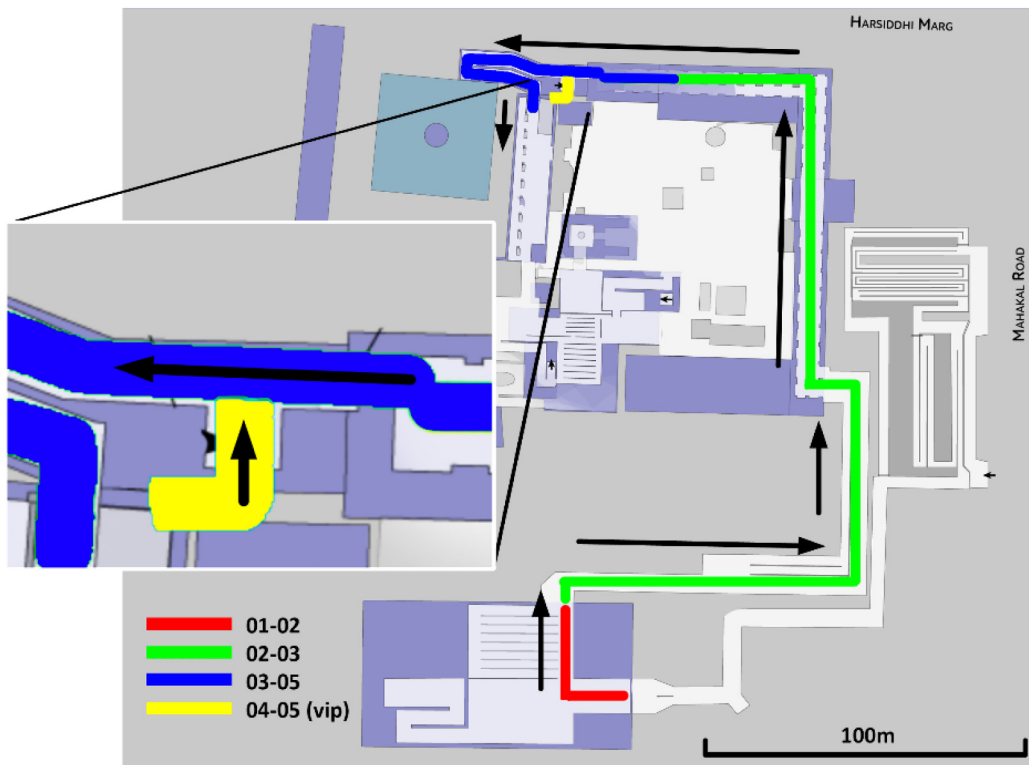 HARSIDDHI MARG
MAHAKAL ROAD
01-02
02-03
03-05
04-05 (vip)
100m